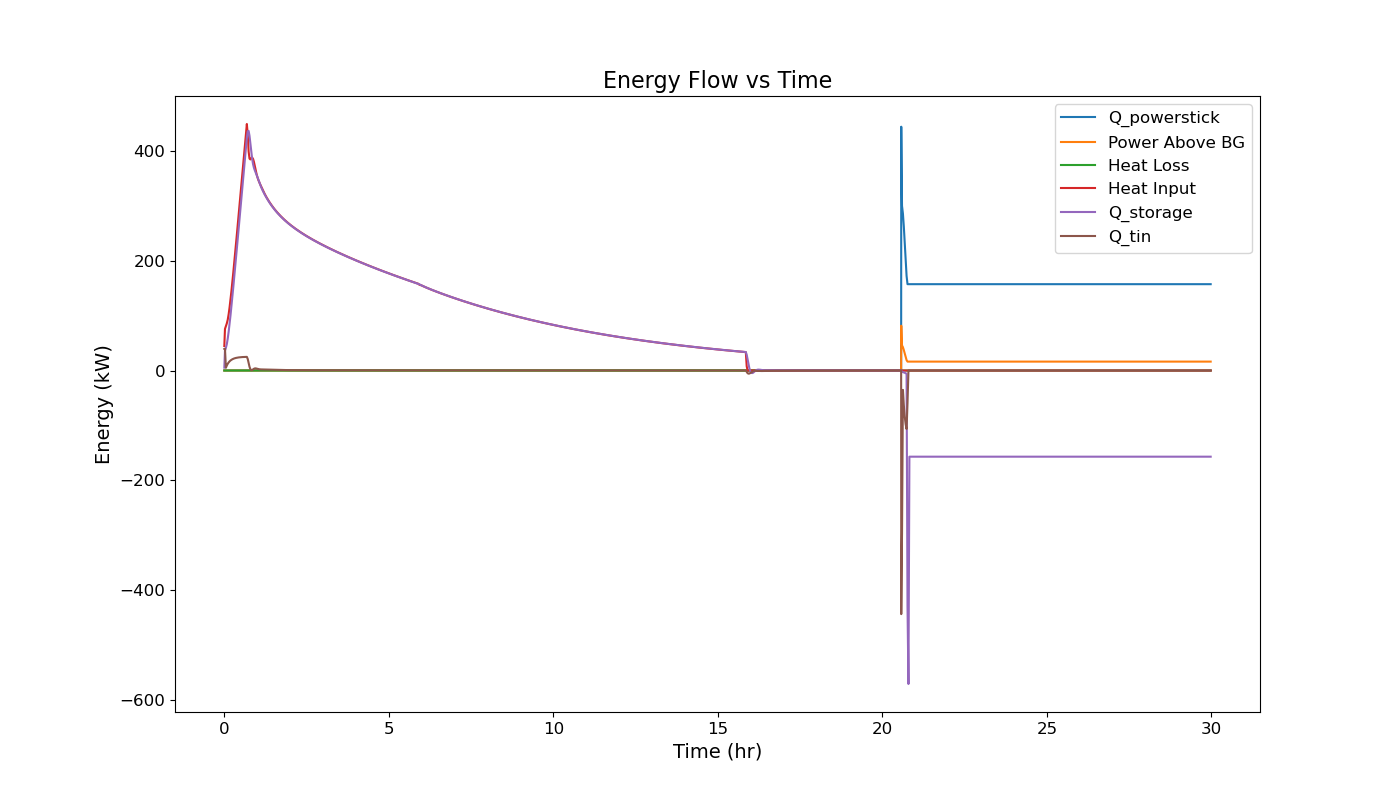 Energy Flow vs Time
Energy (kW)
400
200
0
−200
−400
−600
Q_powerstick
Power Above BG
Heat Loss
Heat Input
Q_storage
Q_tin
0 5 10 15 20 25 30
Time (hr)